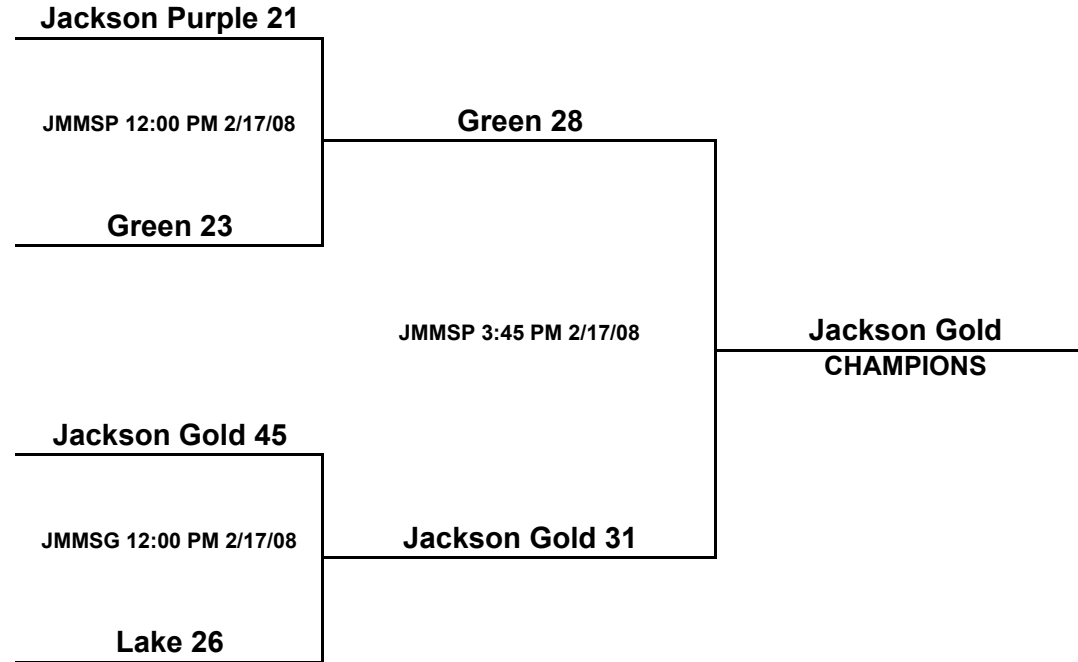 Jackson Purple 21
JMMSP 12:00 PM 2/17/08
Green 28
Green 23
JMMSP 3:45 PM 2/17/08
Jackson Gold
CHAMPIONS
Jackson Gold 45
JMMSG 12:00 PM 2/17/08
Jackson Gold 31
Lake 26